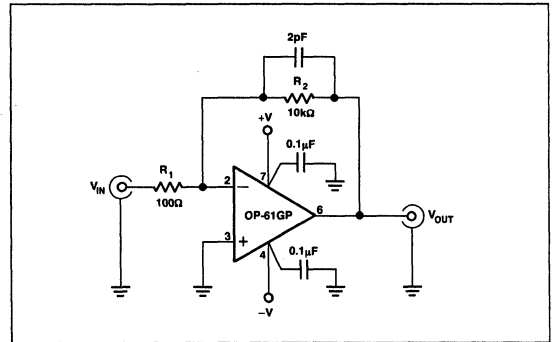 2pF
R2
10kΩ
+V
0.1µF
R1
7
VIN
2
−
100Ω
OP-61GP
6
VOUT
3
+
4
0.1µF
−V